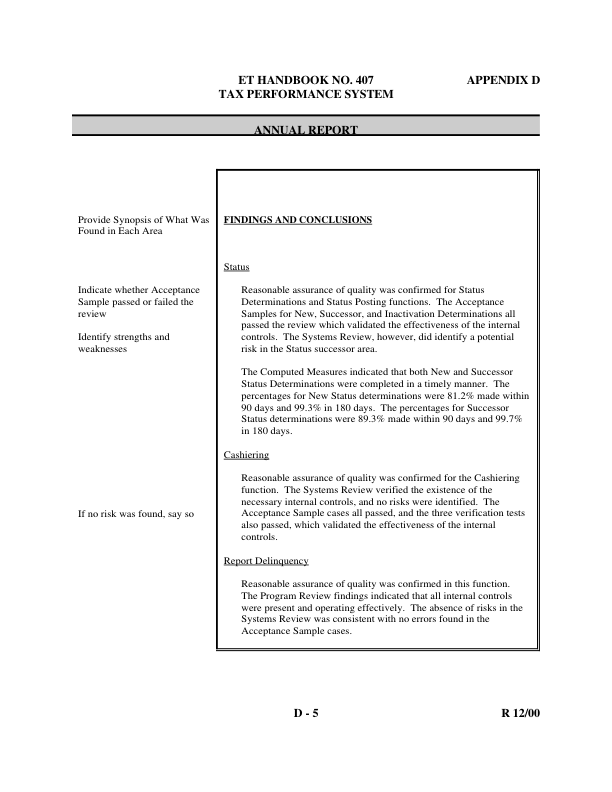 ET HANDBOOK NO. 407
APPENDIX D
TAX PERFORMANCE SYSTEM
ANNUAL REPORT
Provide Synopsis of What Was
Found in Each Area
FINDINGS AND CONCLUSIONS
Status
Indicate whether Acceptance
Sample passed or failed the
review
Identify strengths and
weaknesses
Reasonable assurance of quality was confirmed for Status
Determinations and Status Posting functions. The Acceptance
Samples for New, Successor, and Inactivation Determinations all
passed the review which validated the effectiveness of the internal
controls. The Systems Review, however, did identify a potential
risk in the Status successor area.
The Computed Measures indicated that both New and Successor
Status Determinations were completed in a timely manner. The
percentages for New Status determinations were 81.2% made within
90 days and 99.3% in 180 days. The percentages for Successor
Status determinations were 89.3% made within 90 days and 99.7%
in 180 days.
Cashiering
If no risk was found, say so
Reasonable assurance of quality was confirmed for the Cashiering
function. The Systems Review verified the existence of the
necessary internal controls, and no risks were identified. The
Acceptance Sample cases all passed, and the three verification tests
also passed, which validated the effectiveness of the internal
controls.
Report Delinquency
Reasonable assurance of quality was confirmed in this function.
The Program Review findings indicated that all internal controls
were present and operating effectively. The absence of risks in the
Systems Review was consistent with no errors found in the
Acceptance Sample cases.
D - 5
R 12/00